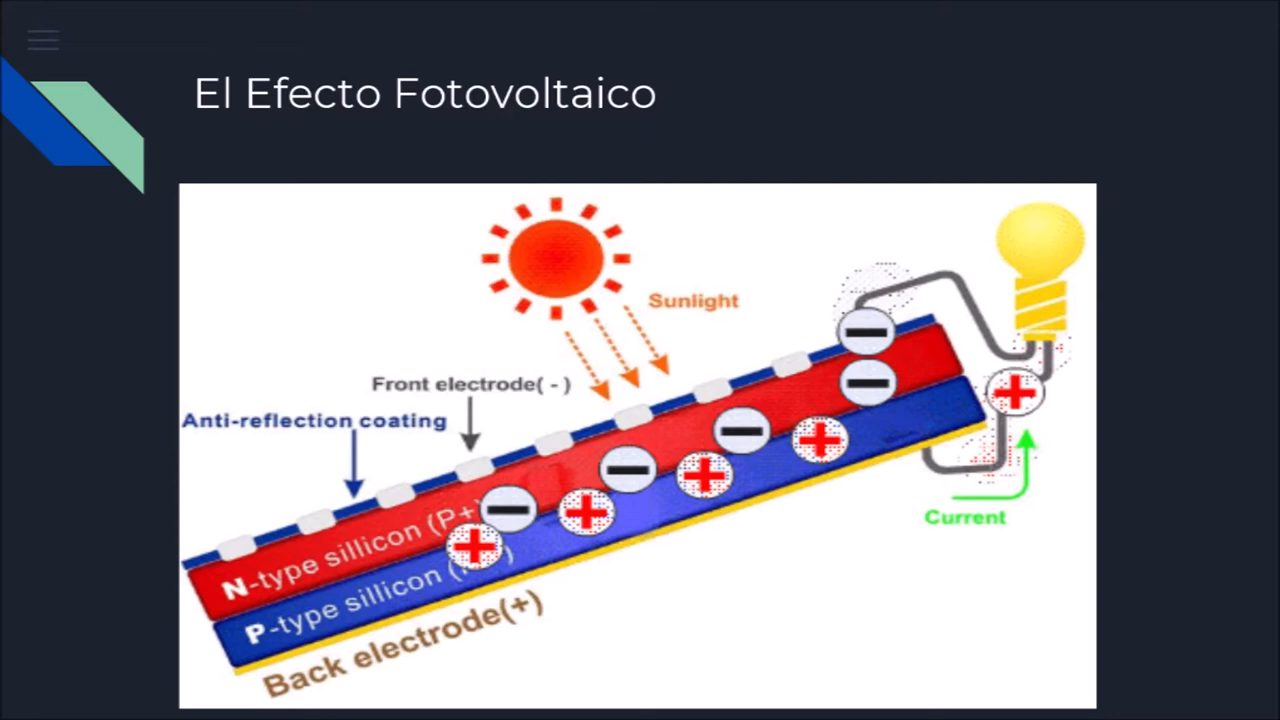 El Efecto Fotovoltaico
Sunlight
Front electrode( - )
Anti-reflection coating
N-type sillicon (P+
P-type sillicon (
Current
Back electrode(+)